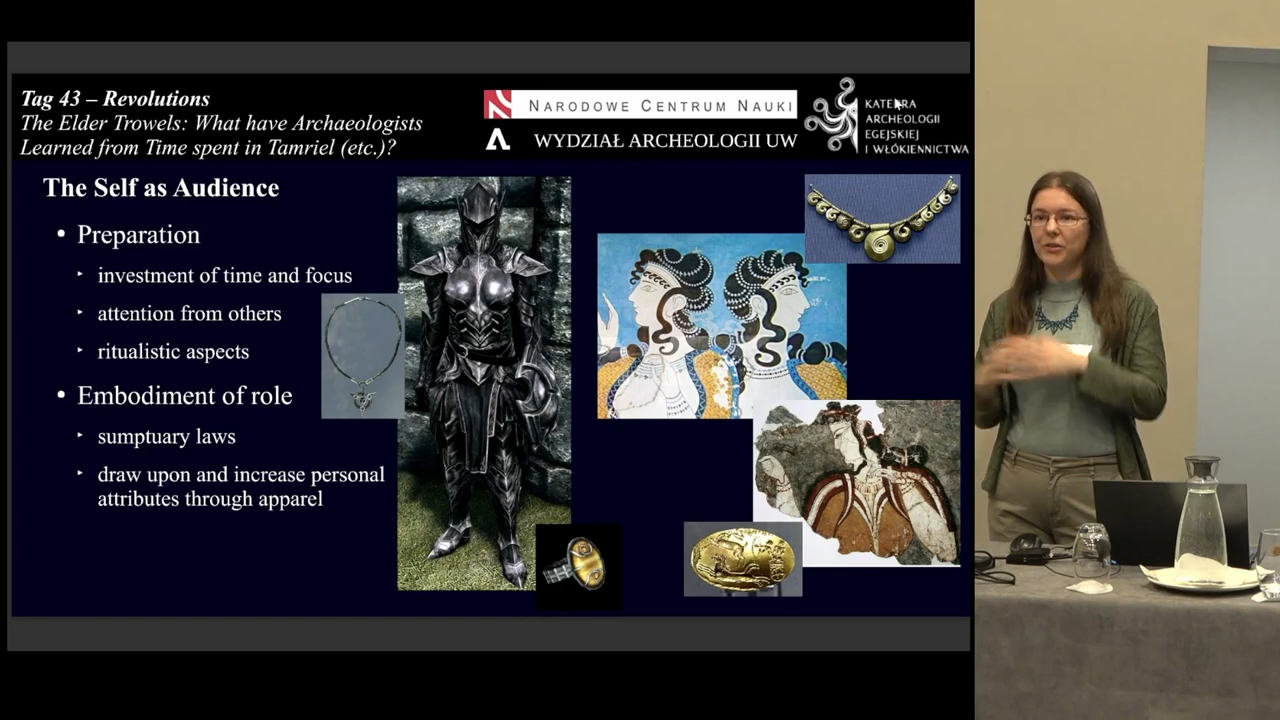 Tag 43 – Revolutions
The Elder Trowels: What have Archaeologists
Learned from Time spent in Tamriel (etc.)?
NARODOWE CENTRUM NAUKI
WYDZIAŁ ARCHEOLOGII UW
KATEDRA
ARCHEOLOGII
EGEJSKIEJ
I WŁÓKIENNICTWA
The Self as Audience
• Preparation
‣ investment of time and focus
‣ attention from others
‣ ritualistic aspects
• Embodiment of role
‣ sumptuary laws
‣ draw upon and increase personal
attributes through apparel